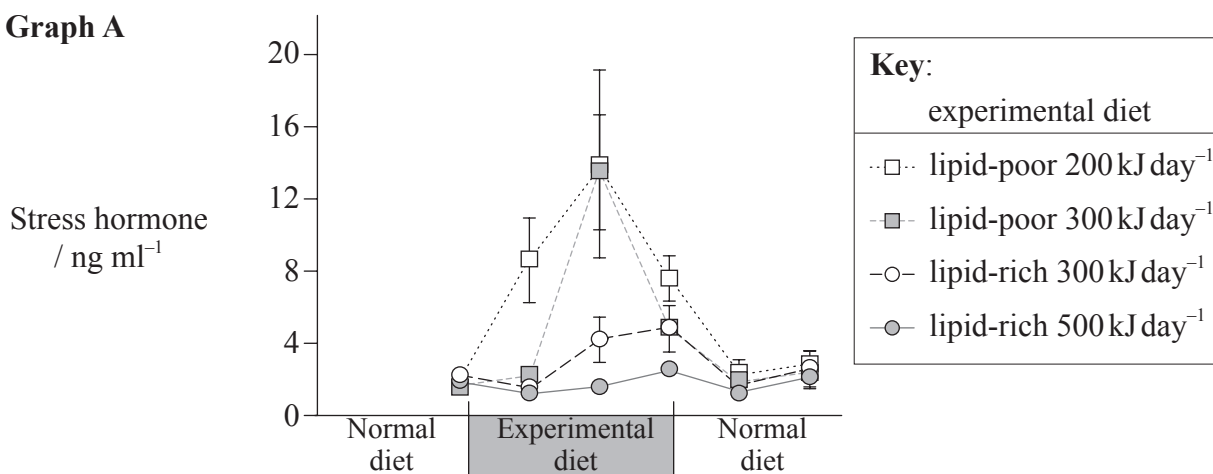 Graph A
20
16
12
8
4
0
Stress hormone
/ ng ml⁻¹
Normal
diet
Experimental
diet
Normal
diet
Key:
experimental diet
lipid-poor 200 kJ day⁻¹
lipid-poor 300 kJ day⁻¹
lipid-rich 300 kJ day⁻¹
lipid-rich 500 kJ day⁻¹